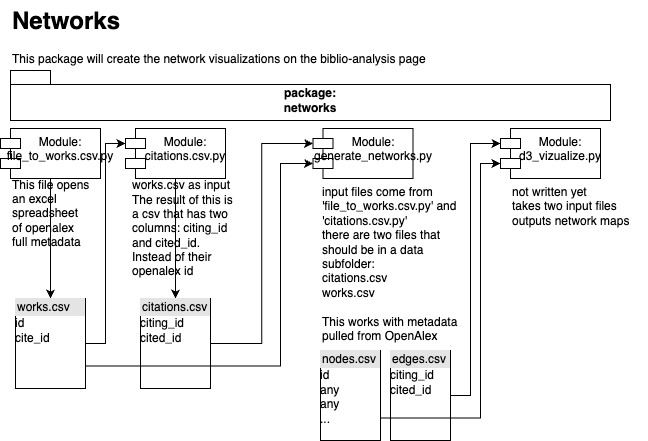 Networks
This package will create the network visualizations on the biblio-analysis page
package:
networks
Module:
file_to_works.csv.py
This file opens
an excel
spreadsheet
of openalex
full metadata
Module:
citations.csv.py
works.csv as input
The result of this is
a csv that has two
columns: citing_id
and cited_id.
Instead of their
openalex id
Module:
generate_networks.py
input files come from
'file_to_works.csv.py' and
'citations.csv.py'
there are two files that
should be in a data
subfolder:
citations.csv
works.csv
This works with metadata
pulled from OpenAlex
Module:
d3_vizualize.py
not written yet
takes two input files
outputs network maps
works.csv
id
cite_id
citations.csv
citing_id
cited_id
nodes.csv
id
any
any
...
edges.csv
citing_id
cited_id